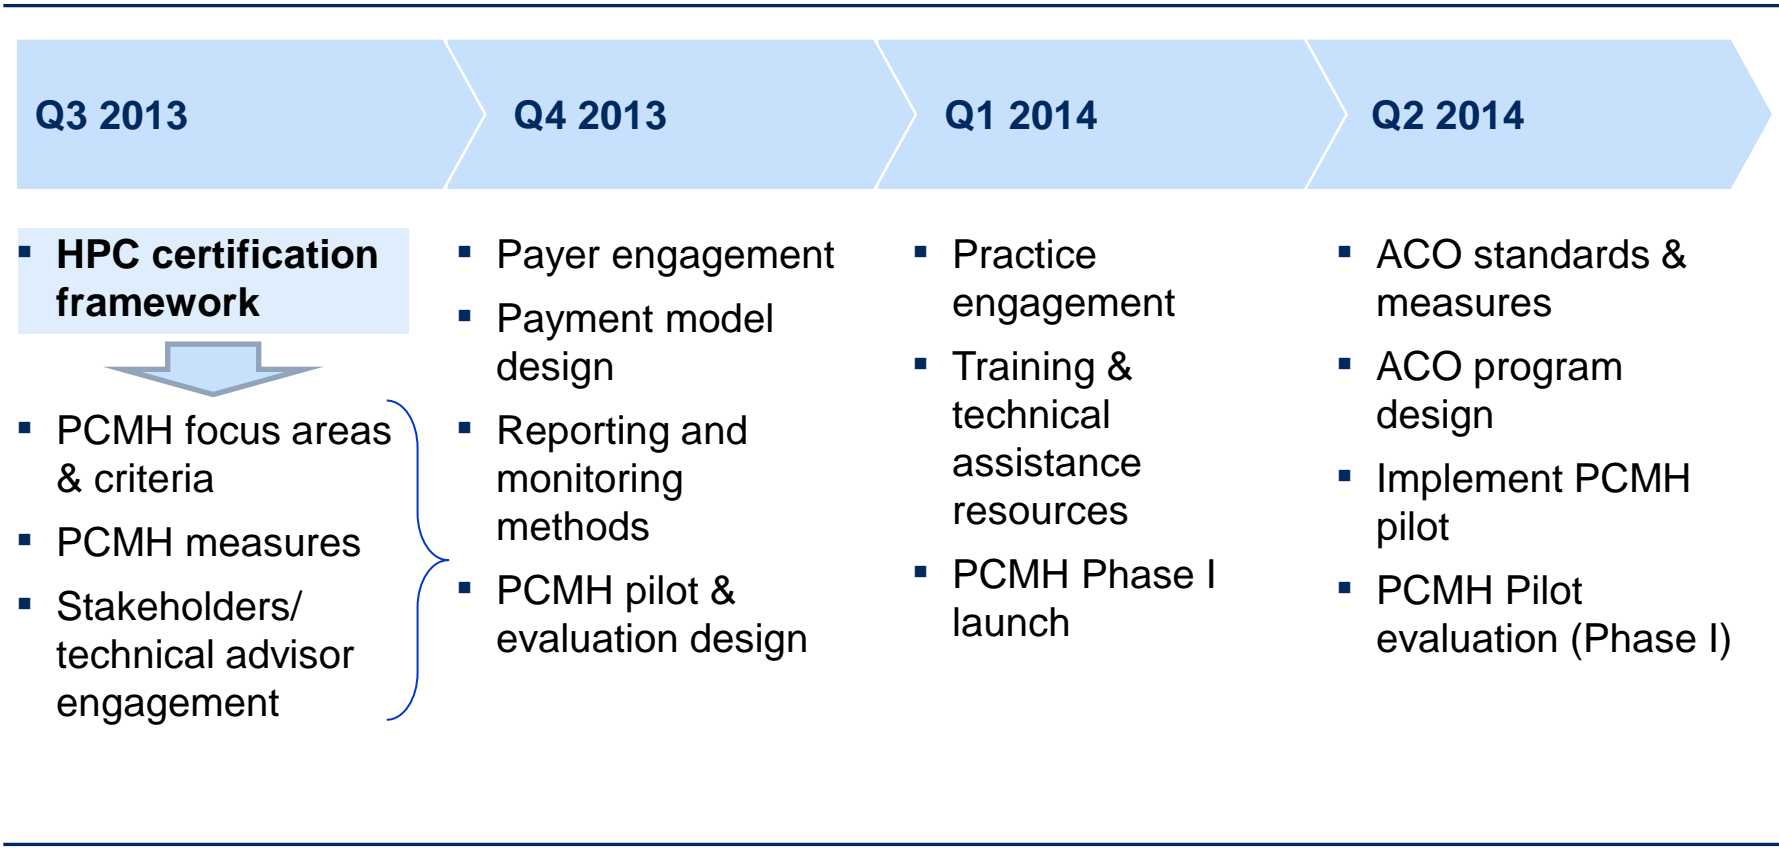 Q3 2013
Q4 2013
Q1 2014
Q2 2014
▪ HPC certification
framework
▪ PCMH focus areas
& criteria
▪ PCMH measures
▪ Stakeholders/
technical advisor
engagement
▪ Payer engagement
▪ Payment model
design
▪ Reporting and
monitoring
methods
▪ PCMH pilot &
evaluation design
▪ Practice
engagement
▪ Training &
technical
assistance
resources
▪ PCMH Phase I
launch
▪ ACO standards &
measures
▪ ACO program
design
▪ Implement PCMH
pilot
▪ PCMH Pilot
evaluation (Phase I)